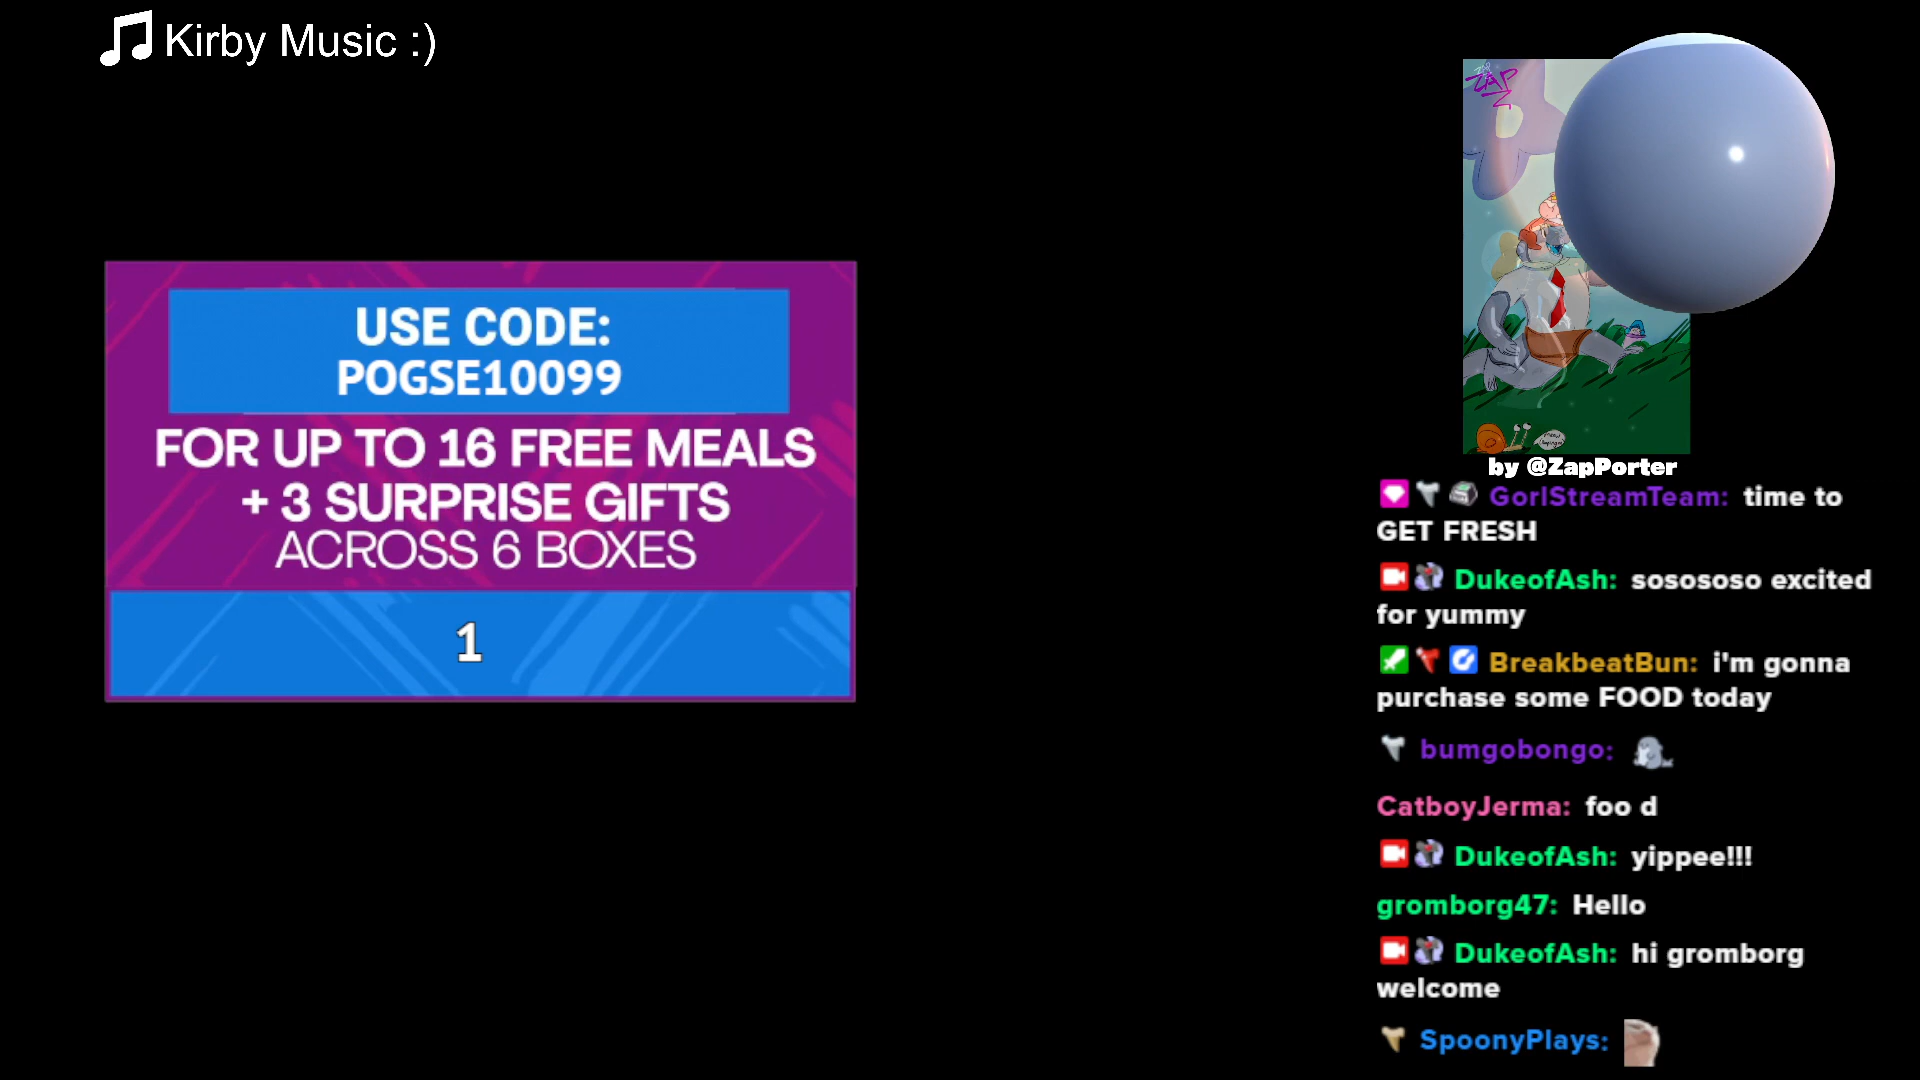 Kirby Music :)
USE CODE:
POGSE10099
FOR UP TO 16 FREE MEALS
+ 3 SURPRISE GIFTS
ACROSS 6 BOXES
1
ZAP
by @ZapPorter
GorlStreamTeam: time to
GET FRESH
DukeofAsh: sosososo excited
for yummy
BreakbeatBun: i'm gonna
purchase some FOOD today
bumgobongo:
CatboyJerma: foo d
DukeofAsh: yippee!!!
gromborg47: Hello
DukeofAsh: hi gromborg
welcome
SpoonyPlays: